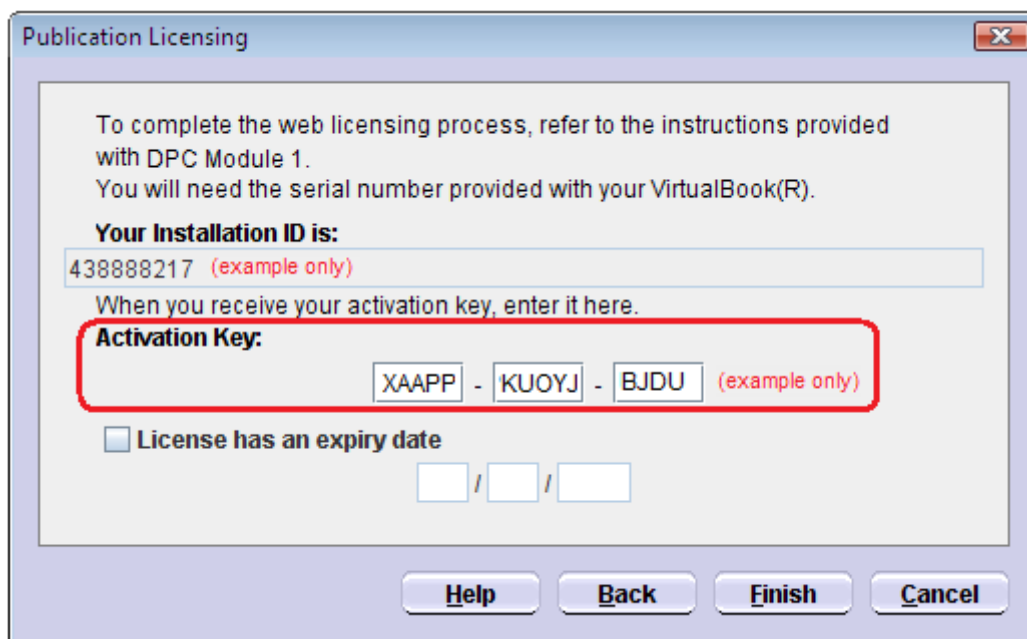 Publication Licensing
To complete the web licensing process, refer to the instructions provided
with DPC Module 1.
You will need the serial number provided with your VirtualBook(R).
Your Installation ID is:
438888217 (example only)
When you receive your activation key, enter it here.
Activation Key:
XAAPP - KUOYJ - BJDU (example only)
License has an expiry date
/ /
Help Back Finish Cancel